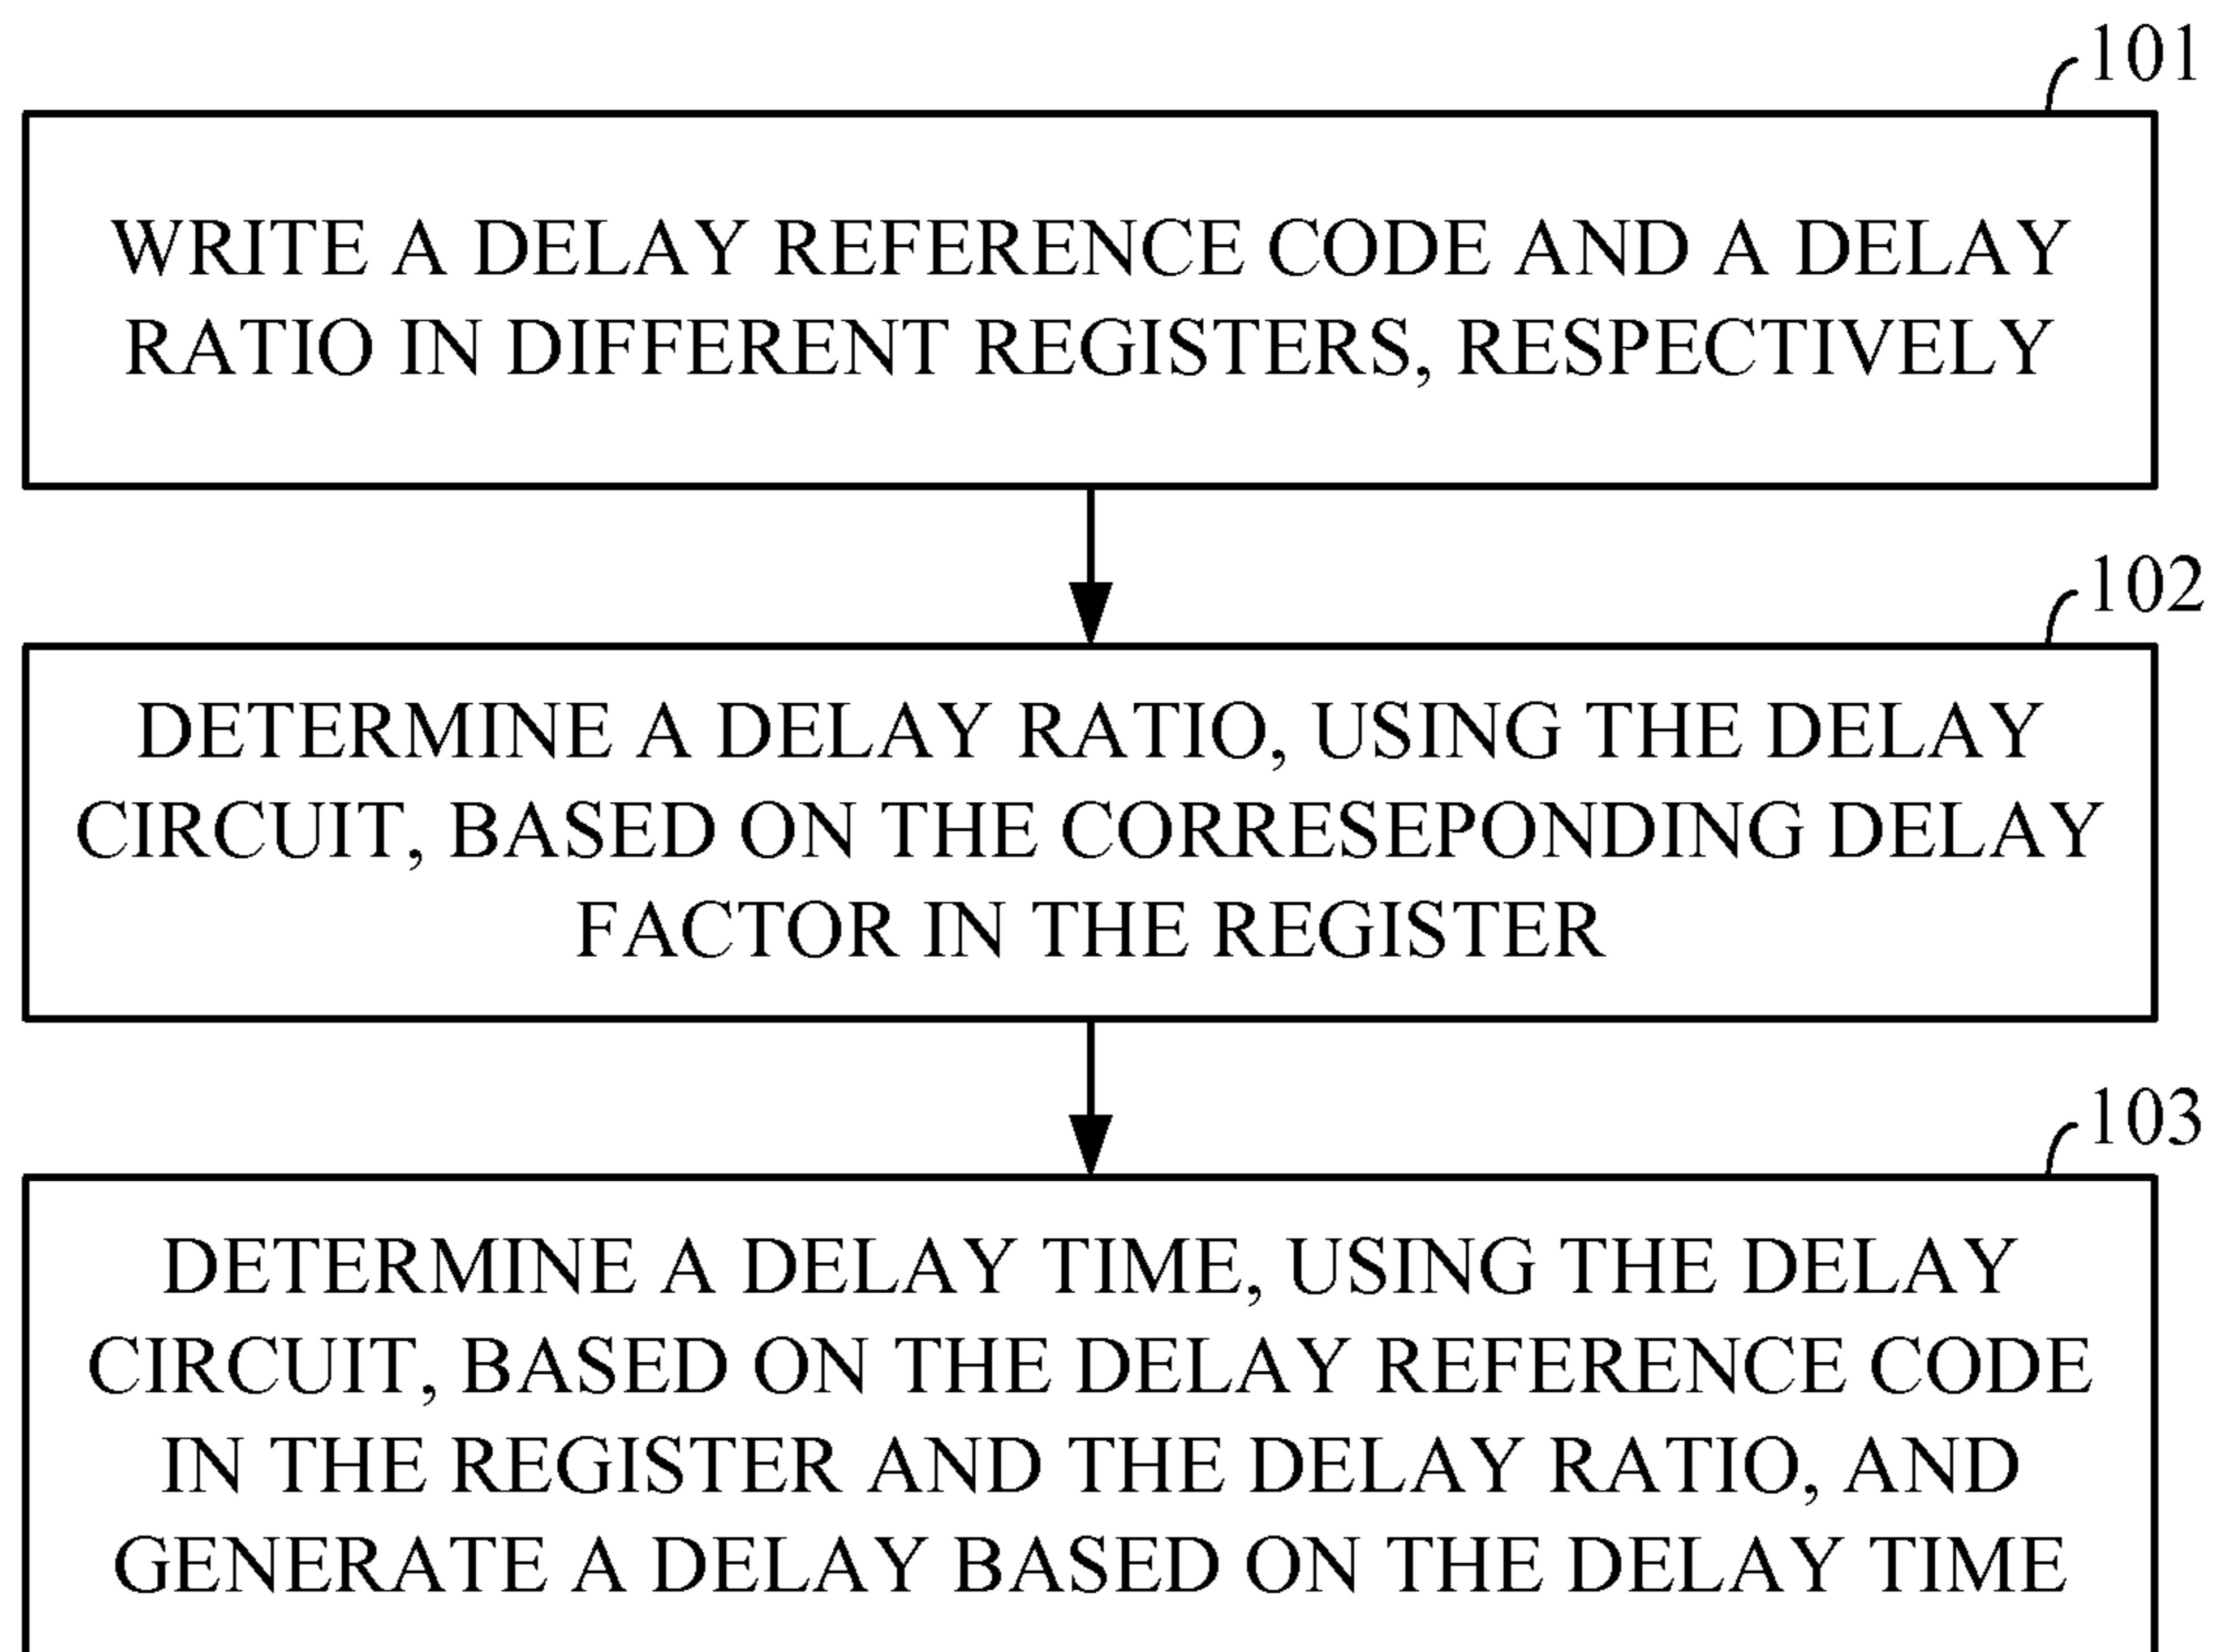 101
WRITE A DELAY REFERENCE CODE AND A DELAY
RATIO IN DIFFERENT REGISTERS, RESPECTIVELY
102
DETERMINE A DELAY RATIO, USING THE DELAY
CIRCUIT, BASED ON THE CORRESEPONDING DELAY
FACTOR IN THE REGISTER
103
DETERMINE A DELAY TIME, USING THE DELAY
CIRCUIT, BASED ON THE DELAY REFERENCE CODE
IN THE REGISTER AND THE DELAY RATIO, AND
GENERATE A DELAY BASED ON THE DELAY TIME